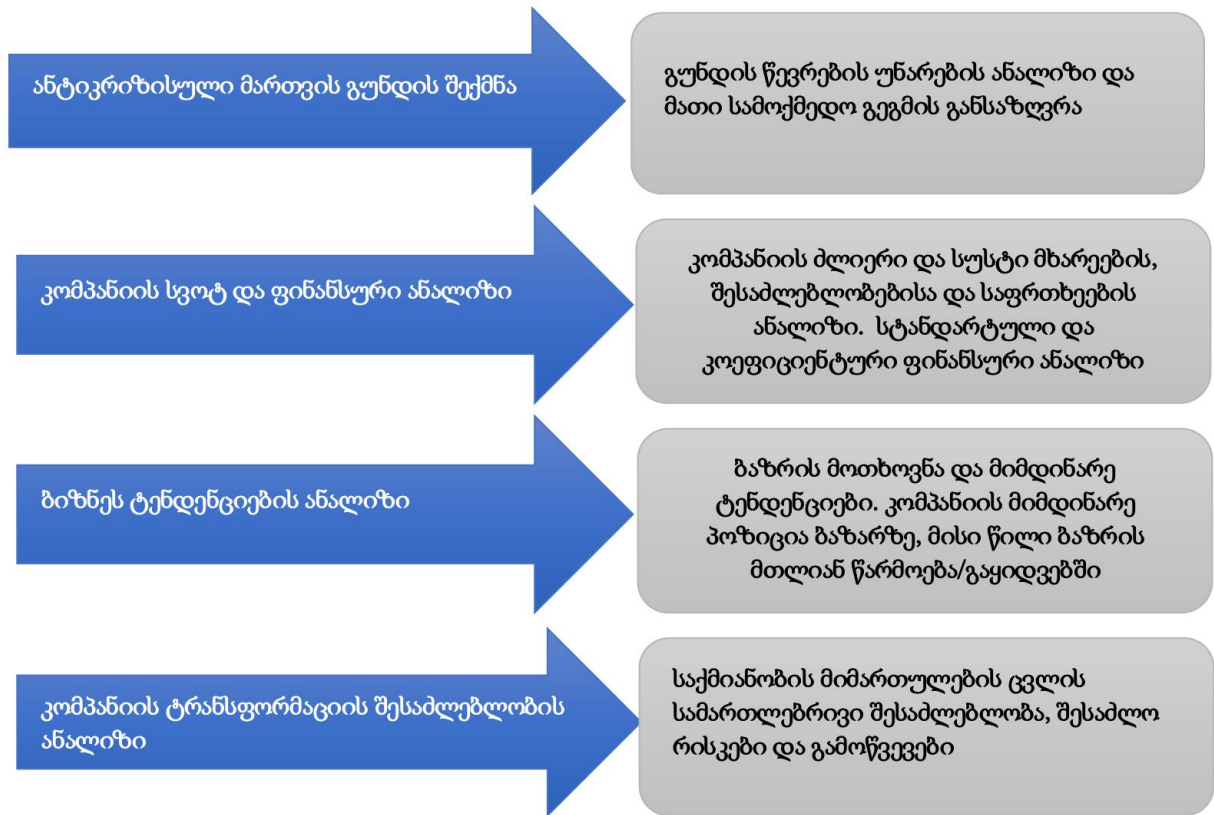 ანტიკრიზისული მართვის გუნდის შექმნა
გუნდის წევრების უნარების ანალიზი და
მათი სამოქმედო გეგმის განსაზღვრა
კომპანიის სვოტ და ფინანსური ანალიზი
კომპანიის ძლიერი და სუსტი მხარეების,
შესაძლებლობებისა და საფრთხეების
ანალიზი. სტანდარტული და
კოეფიციენტური ფინანსური ანალიზი
ბიზნეს ტენდენციების ანალიზი
ბაზრის მოთხოვნა და მიმდინარე
ტენდენციები. კომპანიის მიმდინარე
პოზიცია ბაზარზე, მისი წილი ბაზრის
მთლიან წარმოება/გაყიდვებში
კომპანიის ტრანსფორმაციის შესაძლებლობის
ანალიზი
საქმიანობის მიმართულების ცვლის
სამართლებრივი შესაძლებლობა, შესაძლო
რისკები და გამოწვევები